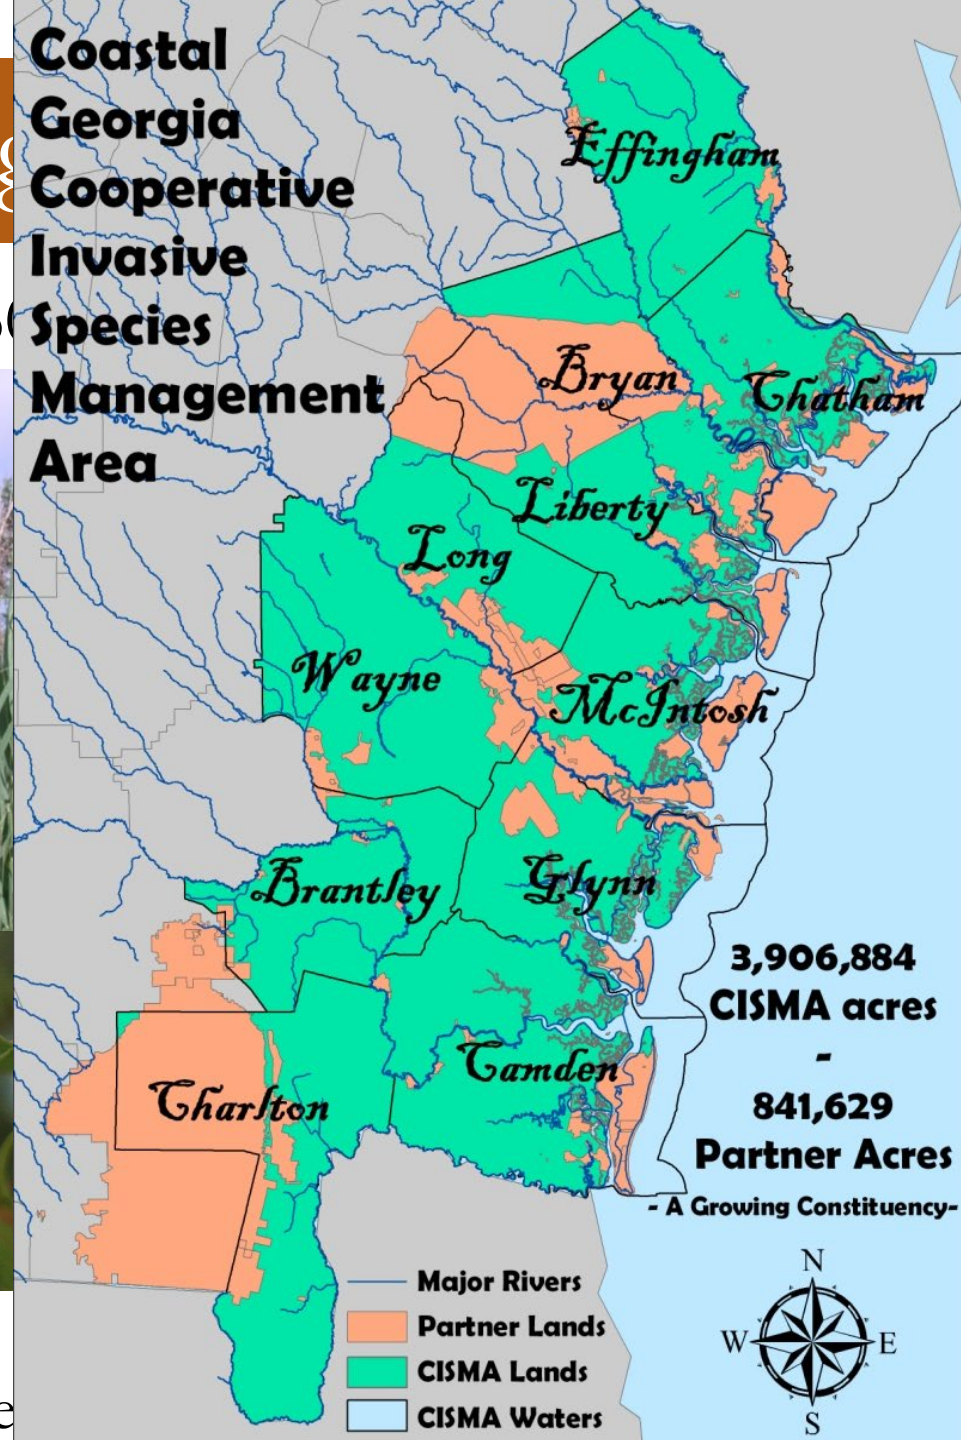 Coastal
Georgia
Cooperative
Invasive
Species
Management
Area
Effingham
Bryan
Chatham
Liberty
Long
Wayne
McIntosh
Brantley
Glynn
Charlton
Camden
3,906,884
CISMA acres
-
841,629
Partner Acres
- A Growing Constituency-
Major Rivers
Partner Lands
CISMA Lands
CISMA Waters
N
W E
S